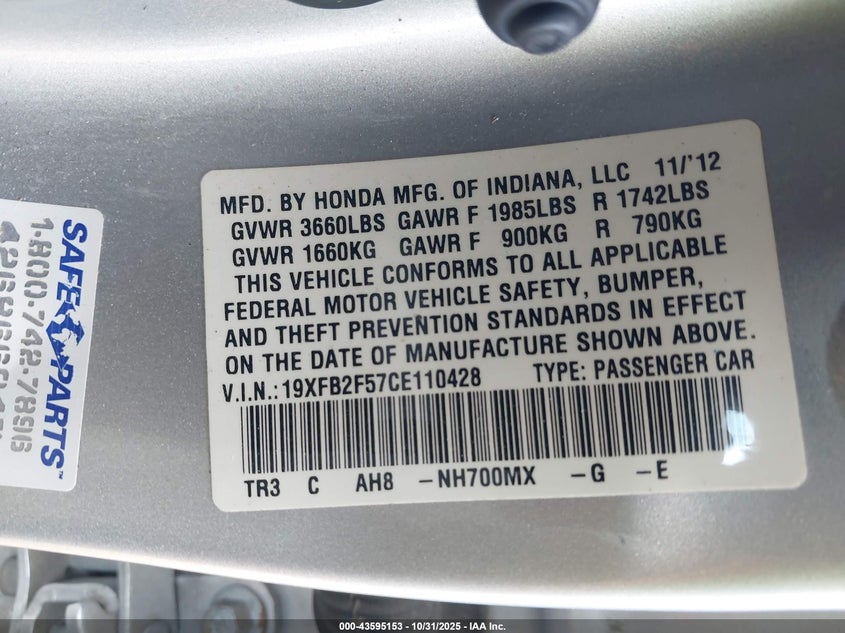 MFD. BY HONDA MFG. OF INDIANA, LLC 11/'12
GVWR 3660LBS GAWR F 1985LBS R 1742LBS
GVWR 1660KG GAWR F 900KG R 790KG
THIS VEHICLE CONFORMS TO ALL APPLICABLE
FEDERAL MOTOR VEHICLE SAFETY, BUMPER,
AND THEFT PREVENTION STANDARDS IN EFFECT
ON THE DATE OF MANUFACTURE SHOWN ABOVE.
V.I.N.: 19XFB2F57CE110428 TYPE: PASSENGER CAR
TR3 C AH8 -NH700MX -G -E
SAFE PARTS™
1-800-742-7896
000-43595153 - 10/31/2025 - IAA Inc.